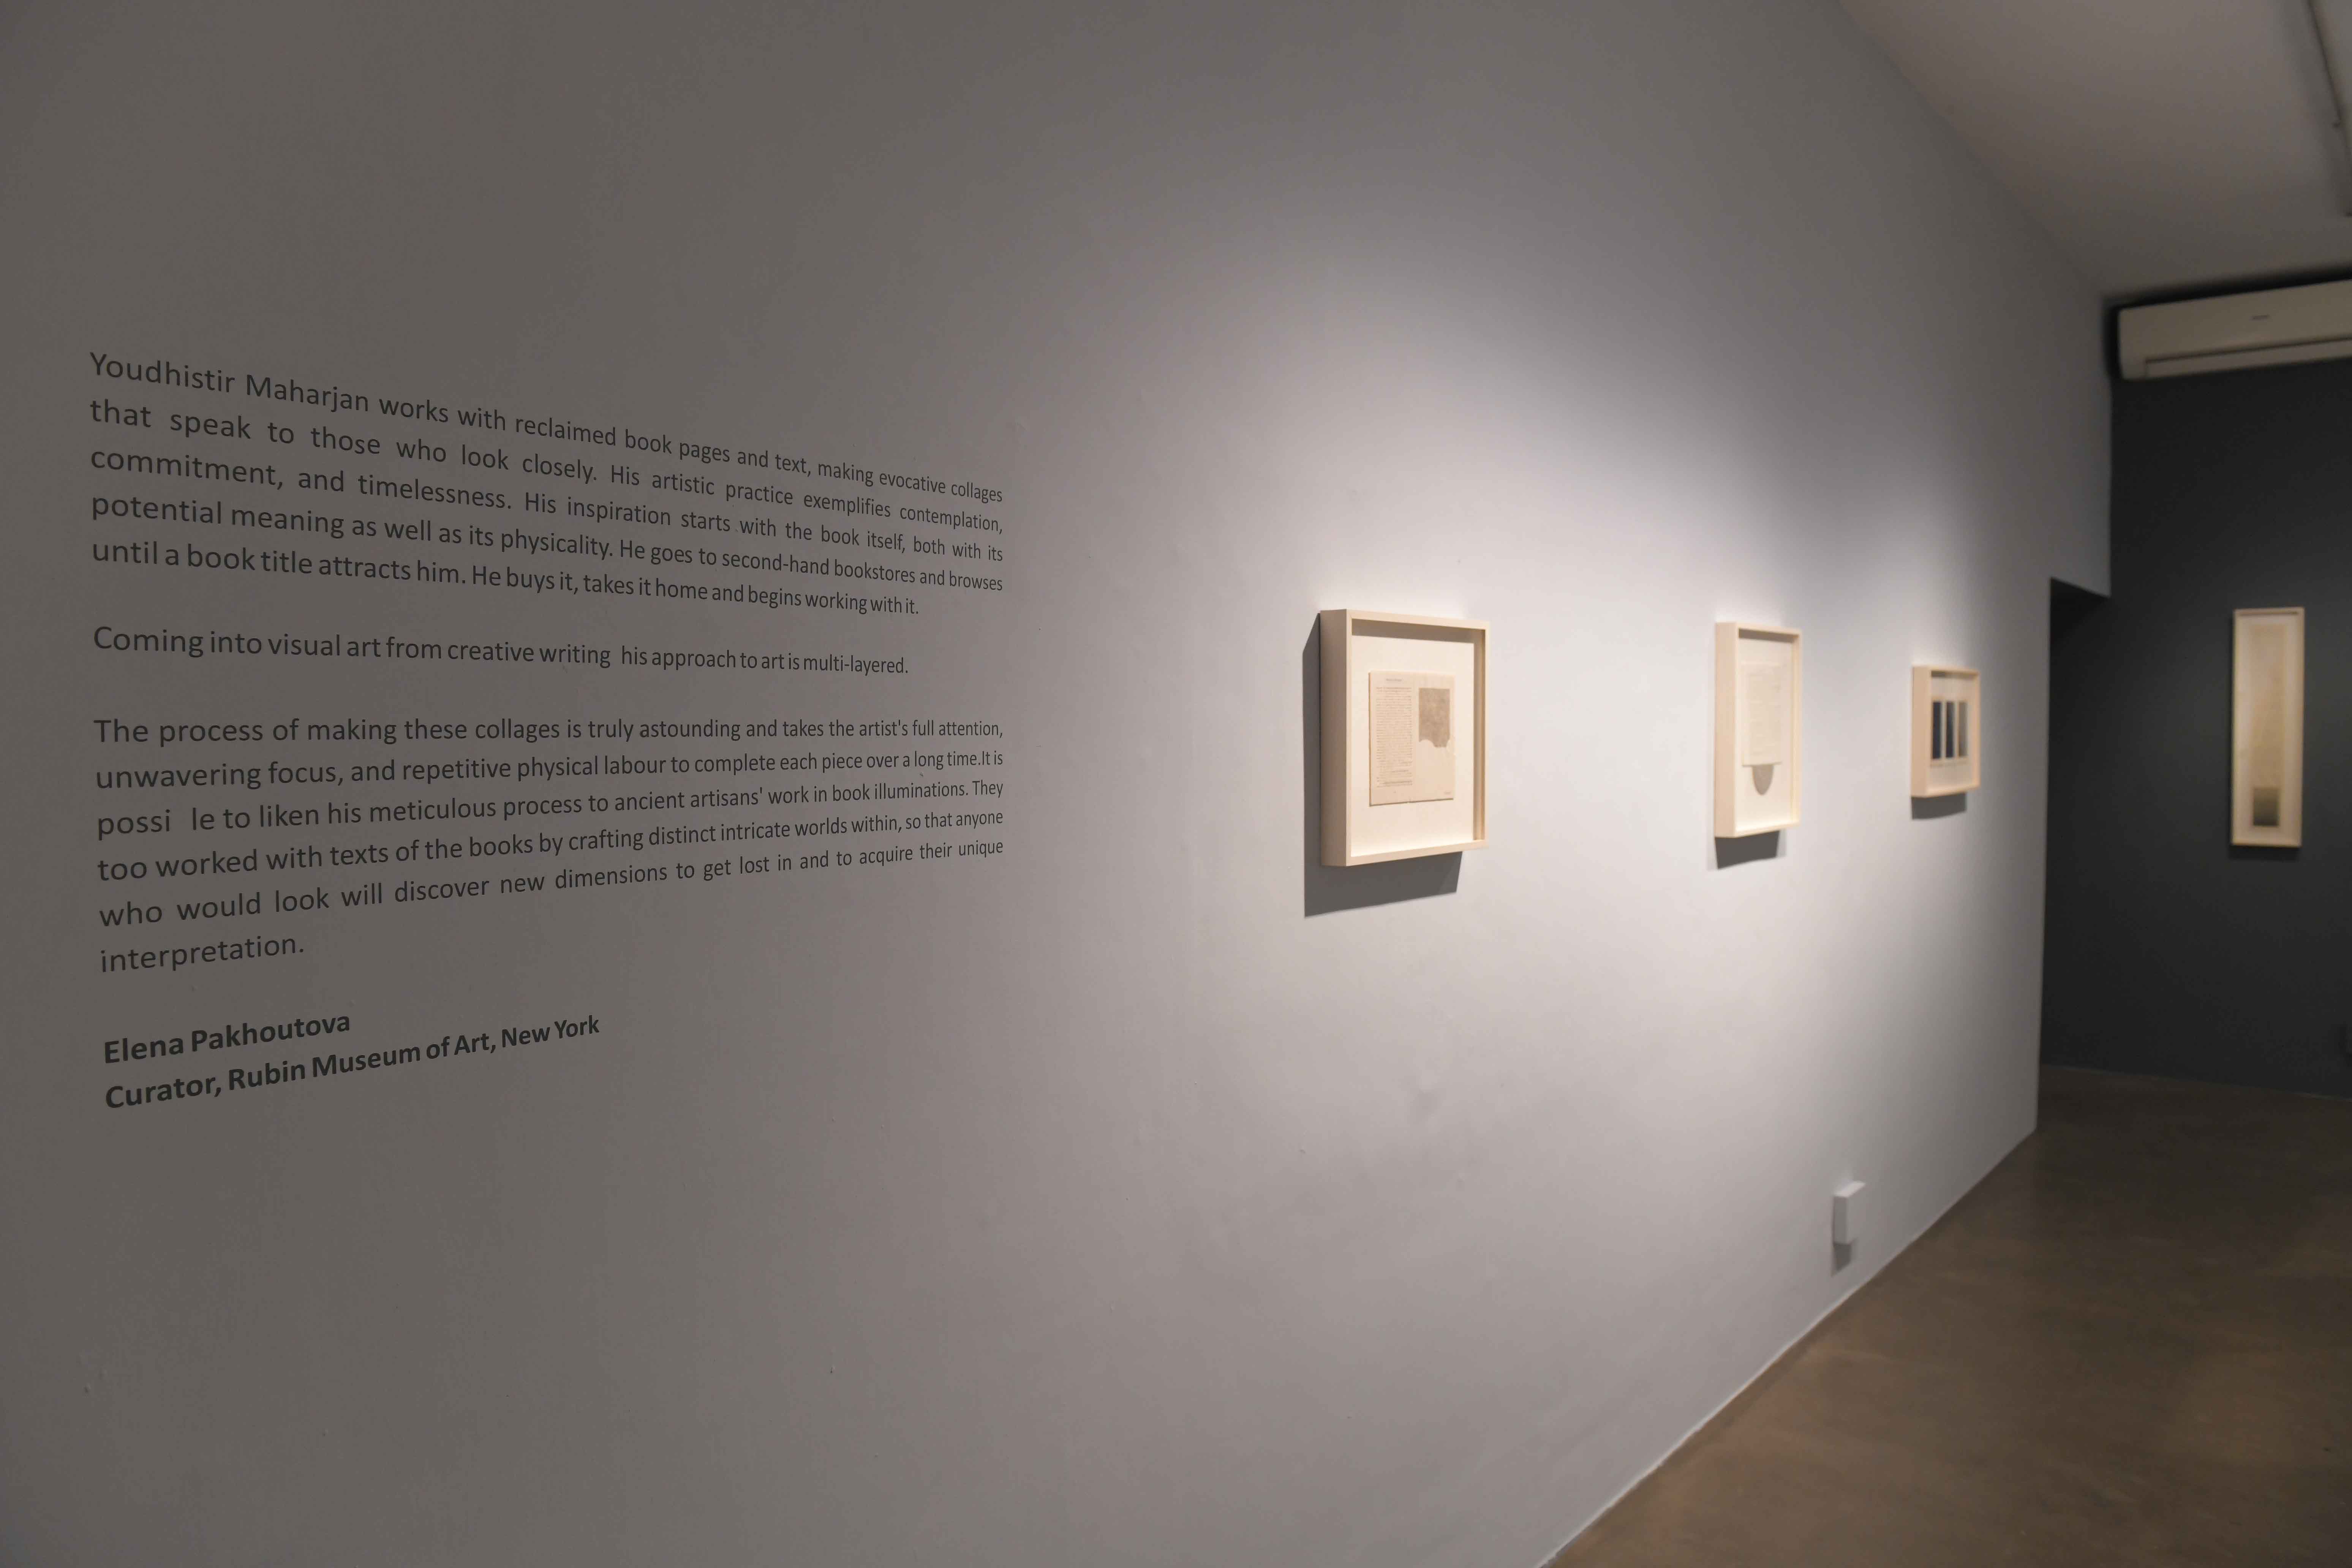 Youdhistir Maharjan works with reclaimed book pages and text, making evocative collages
that speak to those who look closely. His artistic practice exemplifies contemplation,
commitment, and timelessness. His inspiration starts with the book itself, both with its
potential meaning as well as its physicality. He goes to second-hand bookstores and browses
until a book title attracts him. He buys it, takes it home and begins working with it.
Coming into visual art from creative writing his approach to art is multi-layered.
The process of making these collages is truly astounding and takes the artist's full attention,
unwavering focus, and repetitive physical labour to complete each piece over a long time.It is
possi le to liken his meticulous process to ancient artisans' work in book illuminations. They
too worked with texts of the books by crafting distinct intricate worlds within, so that anyone
who would look will discover new dimensions to get lost in and to acquire their unique
interpretation.
Elena Pakhoutova
Curator, Rubin Museum of Art, New York